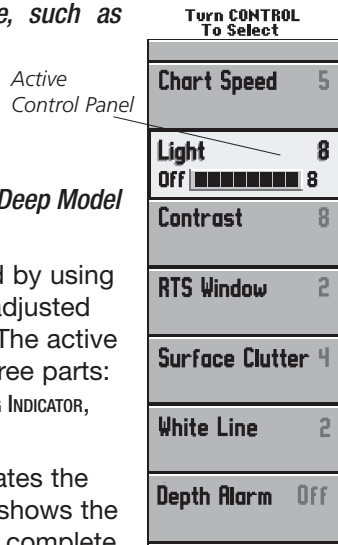 e, such as
Active
Control Panel
Deep Model
d by using
adjusted
The active
ree parts:
INDICATOR,
ates the
shows the
complete
Turn CONTROL
To Select
Chart Speed 5
Light 8
Off 8
Contrast 8
RTS Window 2
Surface Clutter 4
White Line 2
Depth Alarm Off